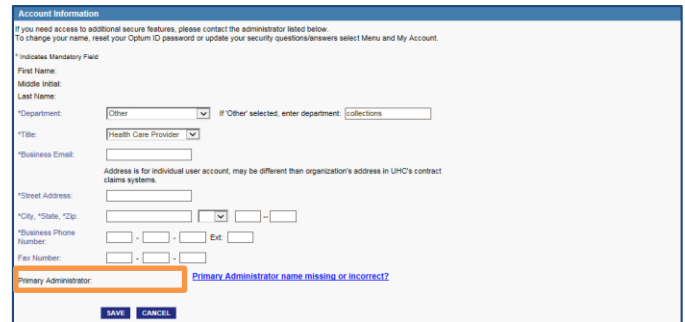 Account Information
If you need access to additional secure features, please contact the administrator listed below.
To change your name, reset your Optum ID password or update your security questions/answers select Menu and My Account.
* Indicates Mandatory Field
First Name:
Middle Initial:
Last Name:
*Department: Other If 'Other' selected, enter department: collections
*Title: Health Care Provider
*Business Email:
Address is for individual user account, may be different than organization's address in UHC's contract
claims systems.
*Street Address:
*City, *State, *Zip: --
*Business Phone
Number: - - Ext:
Fax Number: - -
Primary Administrator: Primary Administrator name missing or incorrect?
SAVE CANCEL